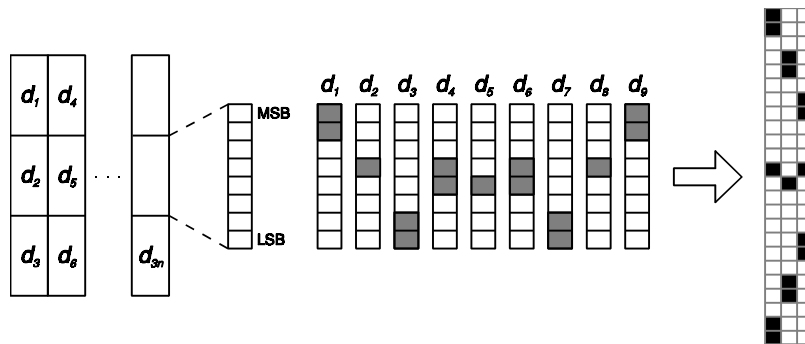 d1 d2 d3 d4 d5 d6 d7 d8 d9
MSB
d1 d4
d2 d5 . . .
LSB
d3 d6 d3n